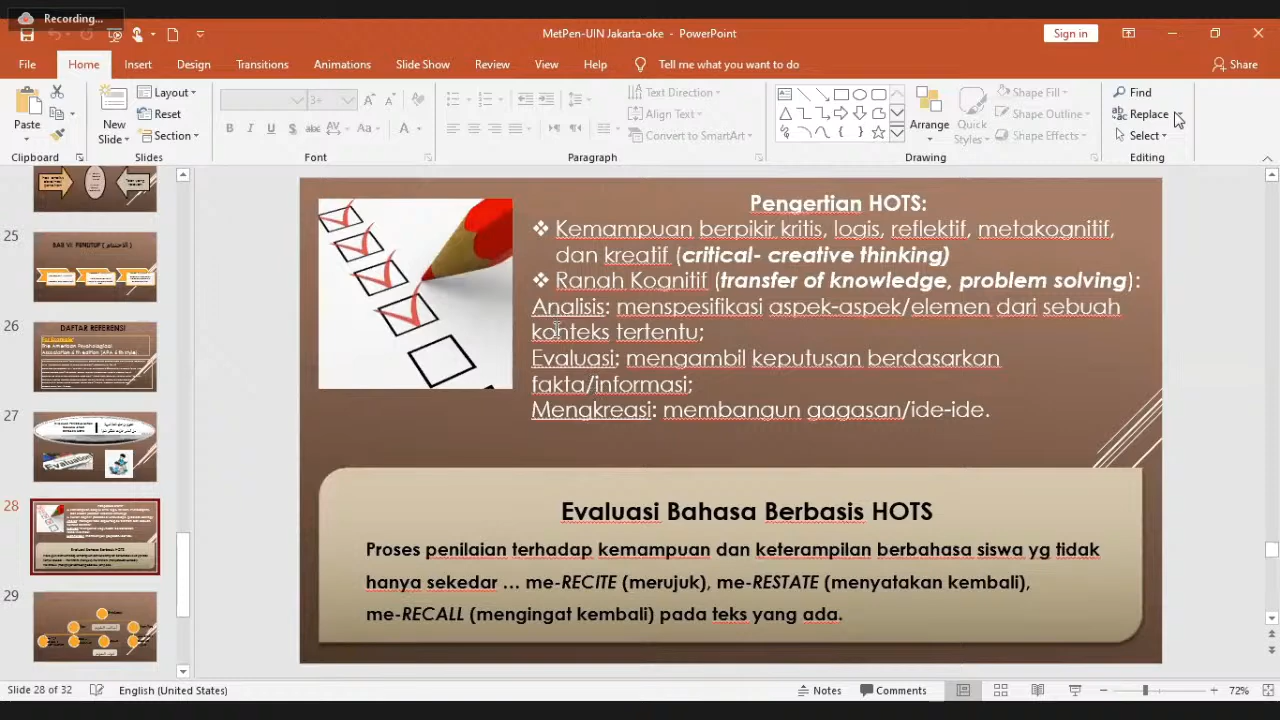 Recording...
MetPen-UIN Jakarta-oke - PowerPoint
Sign in
File Home Insert Design Transitions Animations Slide Show Review View Help Tell me what you want to do Share
Paste
New Slide
Layout
Reset
Section
3+
B I U S abc AV Aa A
Text Direction
Align Text
Convert to SmartArt
Arrange
Quick Styles
Shape Fill
Shape Outline
Shape Effects
Find
Replace
Select
Clipboard Slides Font Paragraph Drawing Editing
25
26
DAFTAR REFERENSI
27
28
29
Pengertian HOTS:
❖ Kemampuan berpikir kritis, logis, reflektif, metakognitif,
dan kreatif (critical- creative thinking)
❖ Ranah Kognitif (transfer of knowledge, problem solving):
Analisis: menspesifikasi aspek-aspek/elemen dari sebuah
konteks tertentu;
Evaluasi: mengambil keputusan berdasarkan
fakta/informasi;
Mengkreasi: membangun gagasan/ide-ide.
Evaluasi Bahasa Berbasis HOTS
Proses penilaian terhadap kemampuan dan keterampilan berbahasa siswa yg tidak
hanya sekedar ... me-RECITE (merujuk), me-RESTATE (menyatakan kembali),
me-RECALL (mengingat kembali) pada teks yang ada.
Slide 28 of 32 English (United States) Notes Comments 72%